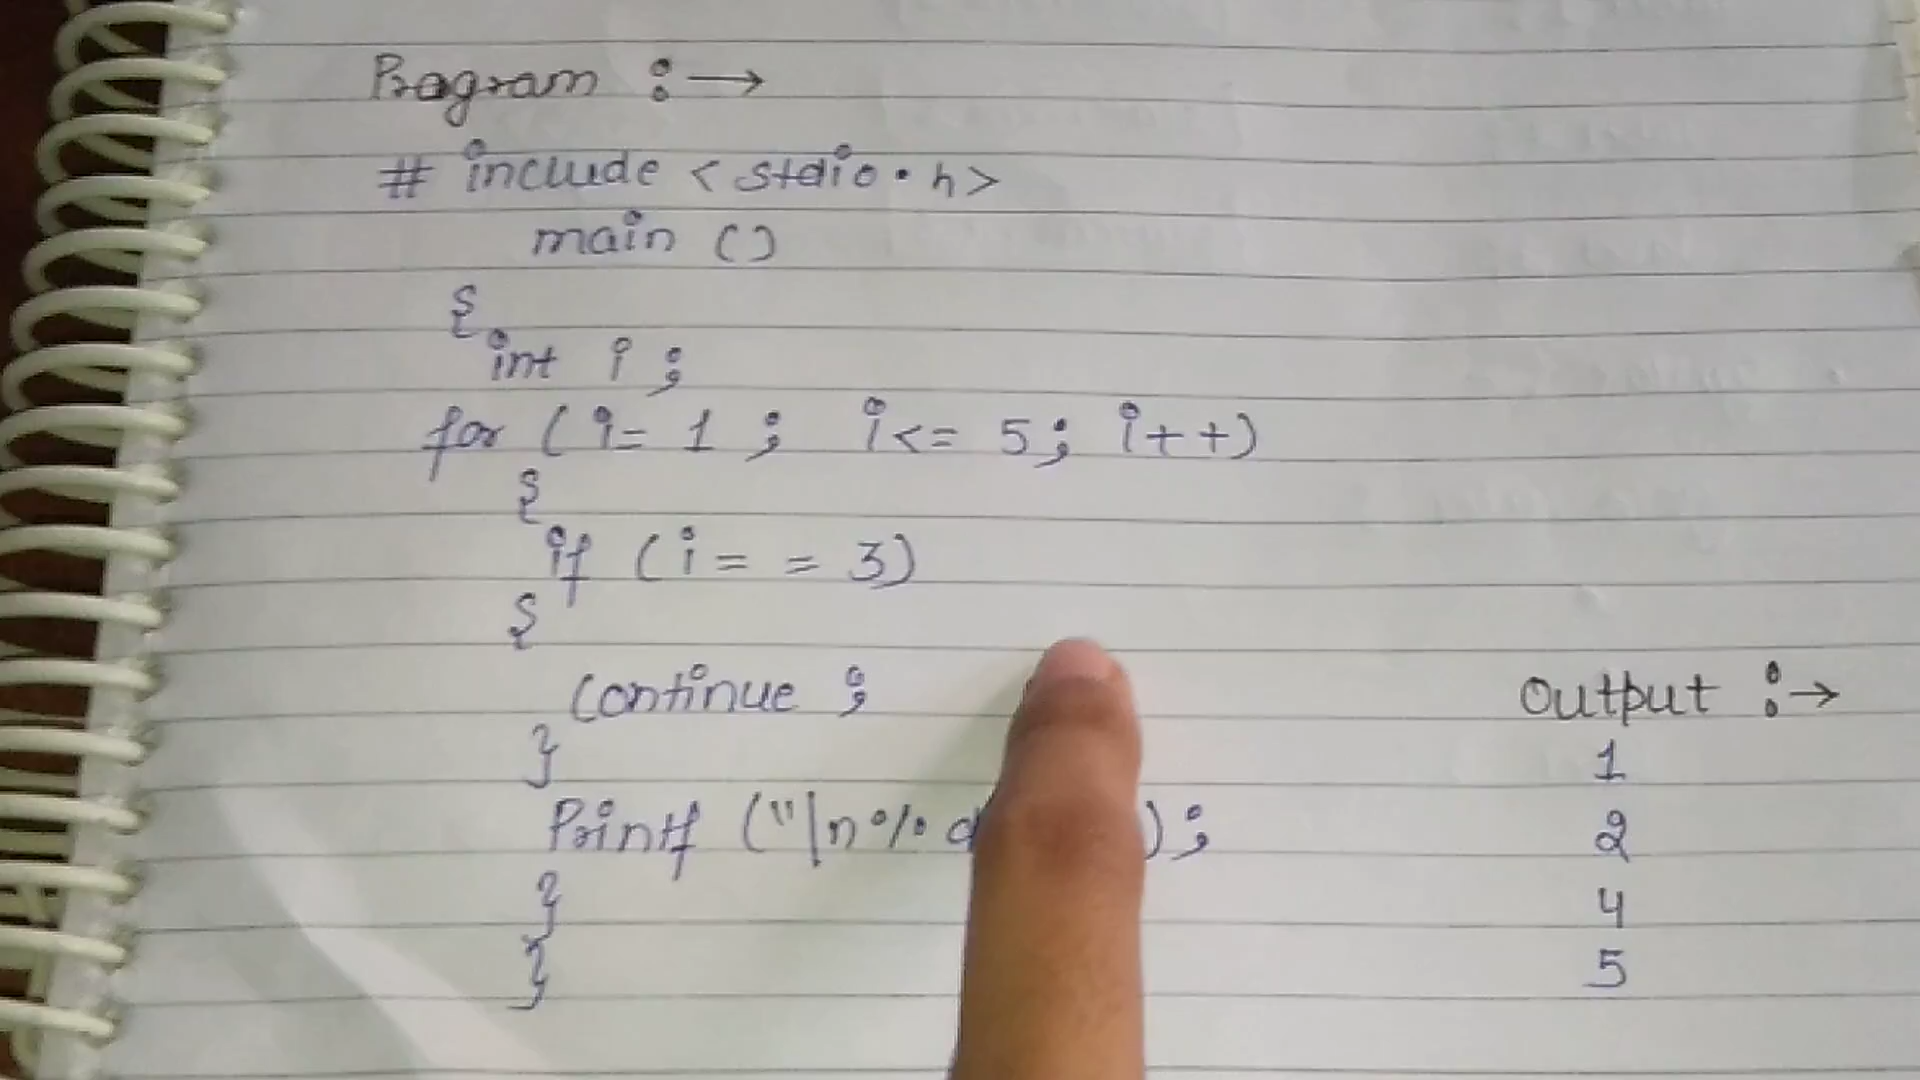 Program :→
# include < stdio.h>
main ()
{
int i ;
for ( i= 1 ; i<= 5; i++)
{
if ( i= = 3)
{
Continue ;
}
Printf ("\n% d );
}
}
Output :→
1
2
4
5